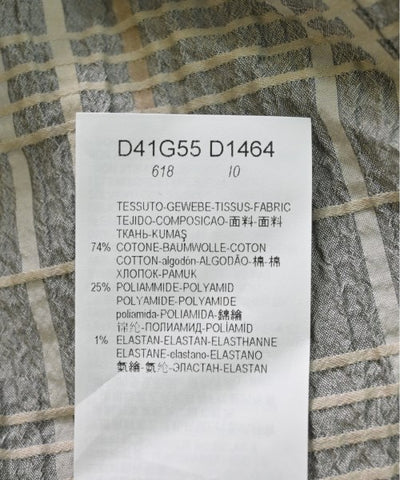 D41G55 D1464
618 10
TESSUTO-GEWEBE-TISSUS-FABRIC
TEJIDO-COMPOSICAO-面料-面料
ТКАНЬ-KUMAŞ
74% COTONE-BAUMWOLLE-COTON
COTTON-algodón-ALGODÃO-棉-棉
ХЛОПОК-PAMUK
25% POLIAMMIDE-POLYAMID
POLYAMIDE-POLYAMIDE
poliamida-POLIAMIDA-錦綸
锦纶-ПОЛИАМИД-POLİAMİD
1% ELASTAN-ELASTAN-ELASTHANNE
ELASTANE-elastano-ELASTANO
氨綸-氨纶-ЭЛАСТАН-ELASTAN